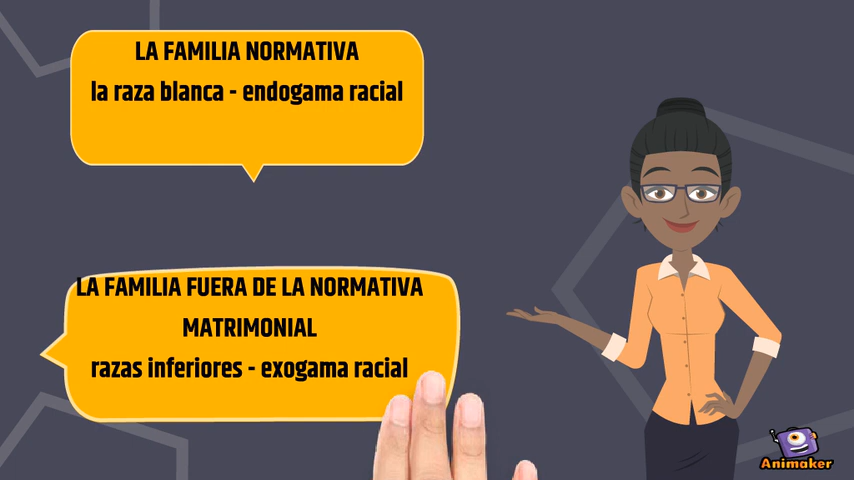 LA FAMILIA NORMATIVA
la raza blanca - endogama racial
LA FAMILIA FUERA DE LA NORMATIVA
MATRIMONIAL
razas inferiores - exogama racial
Animaker